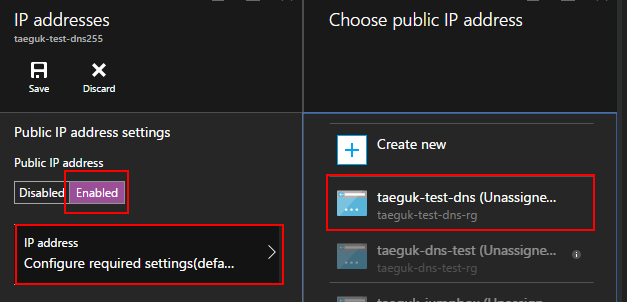 IP addresses
taeguk-test-dns255
Save
Discard
Public IP address settings
Public IP address
Disabled
Enabled
IP address
Configure required settings(defa...
Choose public IP address
Create new
taeguk-test-dns (Unassigne...
taeguk-test-dns-rg
taeguk-dns-test (Unassigne...
taeguk-dns-test-rg